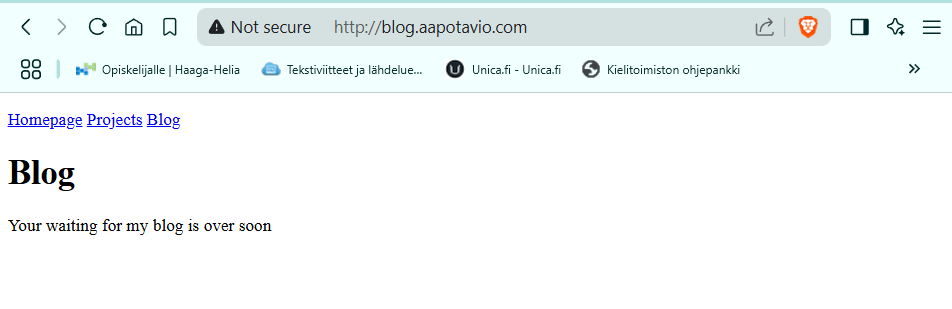 Not secure http://blog.aapotavio.com
Opiskelijalle | Haaga-Helia Tekstiviitteet ja lähdelue... Unica.fi - Unica.fi Kielitoimiston ohjepankki
Homepage Projects Blog
Blog
Your waiting for my blog is over soon